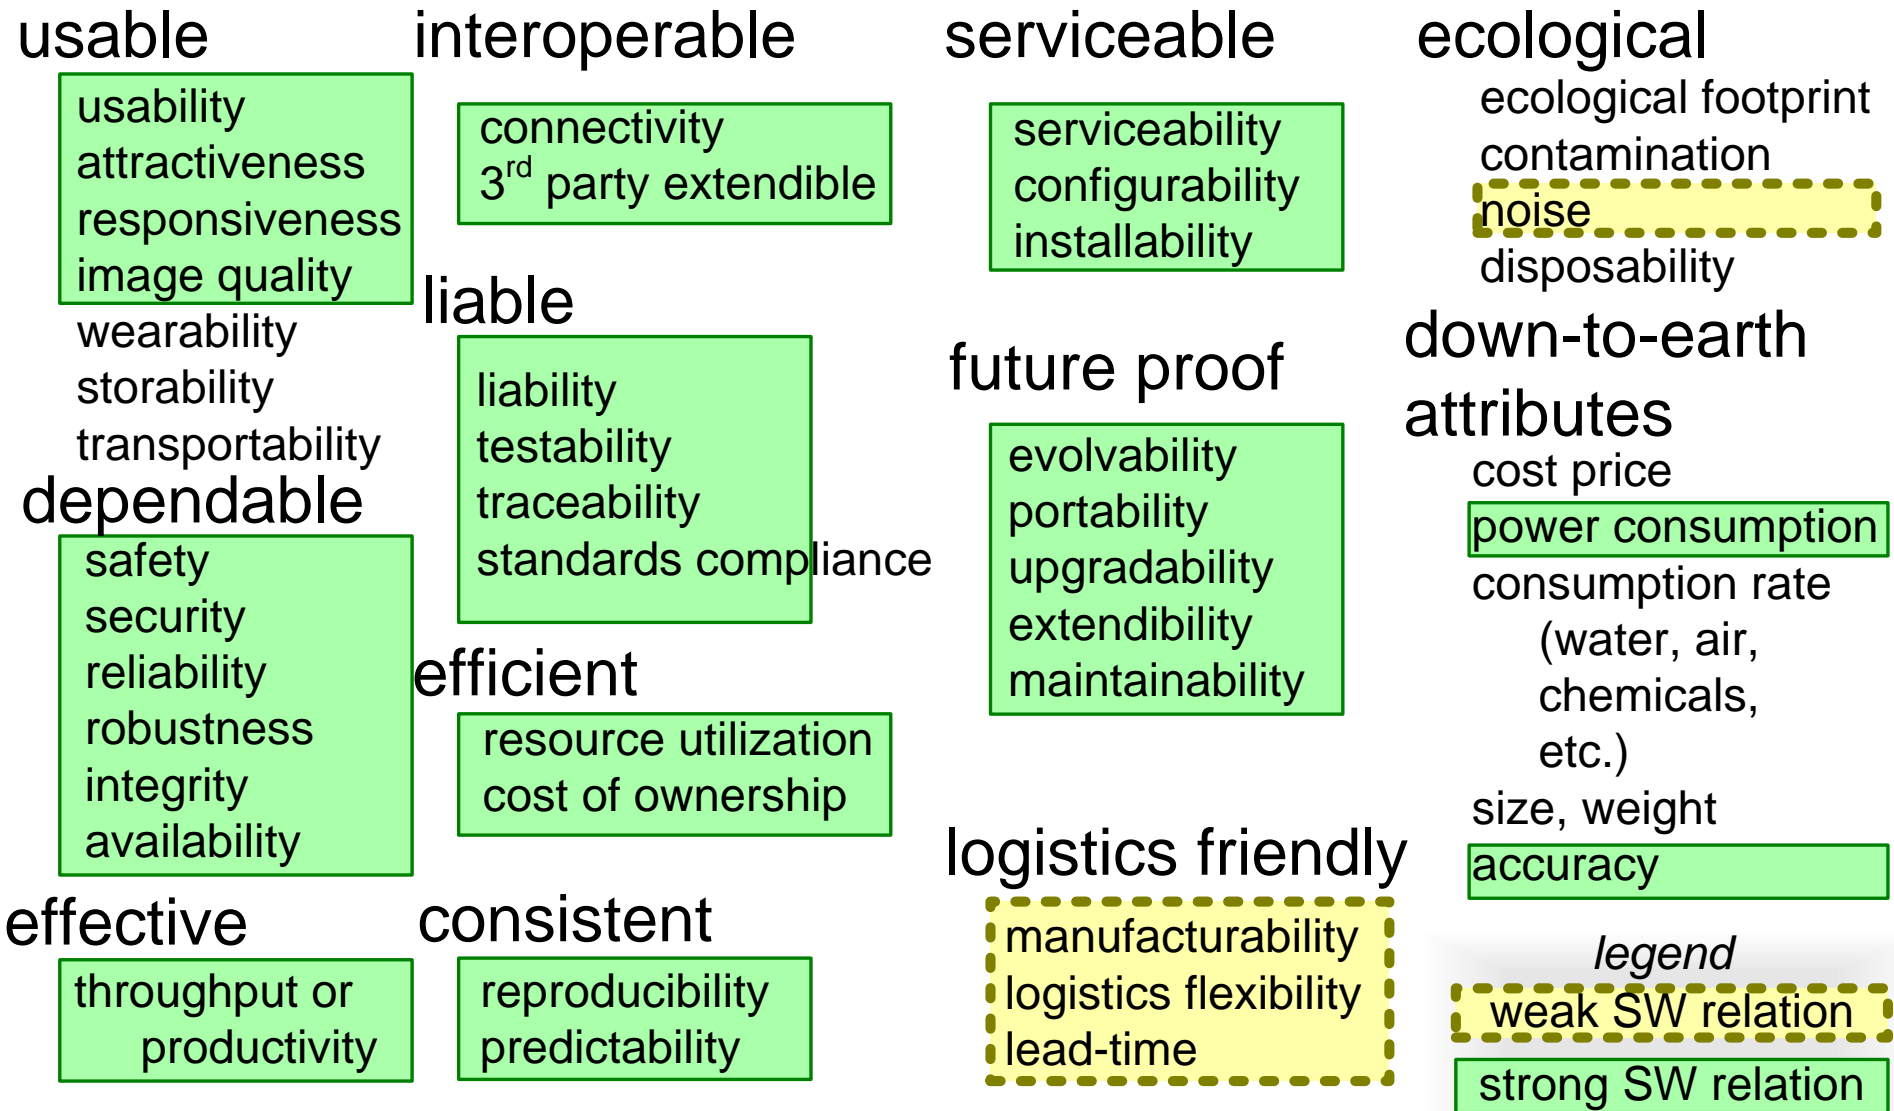 usable
usability
attractiveness
responsiveness
image quality
wearability
storability
transportability
dependable
safety
security
reliability
robustness
integrity
availability
effective
throughput or
productivity
interoperable
connectivity
3rd party extendible
liable
liability
testability
traceability
standards compliance
efficient
resource utilization
cost of ownership
consistent
reproducibility
predictability
serviceable
serviceability
configurability
installability
future proof
evolvability
portability
upgradability
extendibility
maintainability
logistics friendly
manufacturability
logistics flexibility
lead-time
ecological
ecological footprint
contamination
noise
disposability
down-to-earth
attributes
cost price
power consumption
consumption rate
(water, air,
chemicals,
etc.)
size, weight
accuracy
legend
weak SW relation
strong SW relation